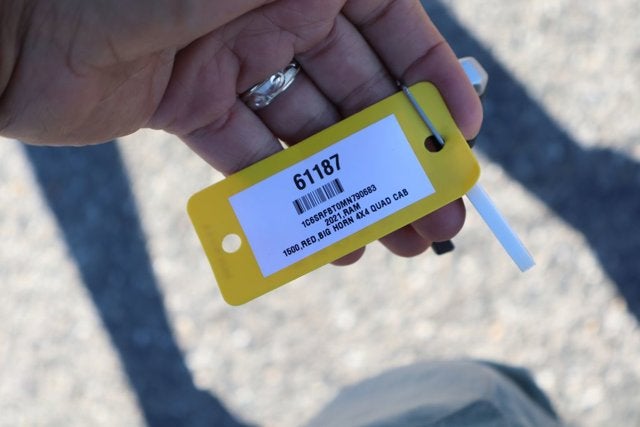 61187
1C6SRFBT0MN790683
2021,RAM
1500,RED,BIG HORN 4X4 QUAD CAB